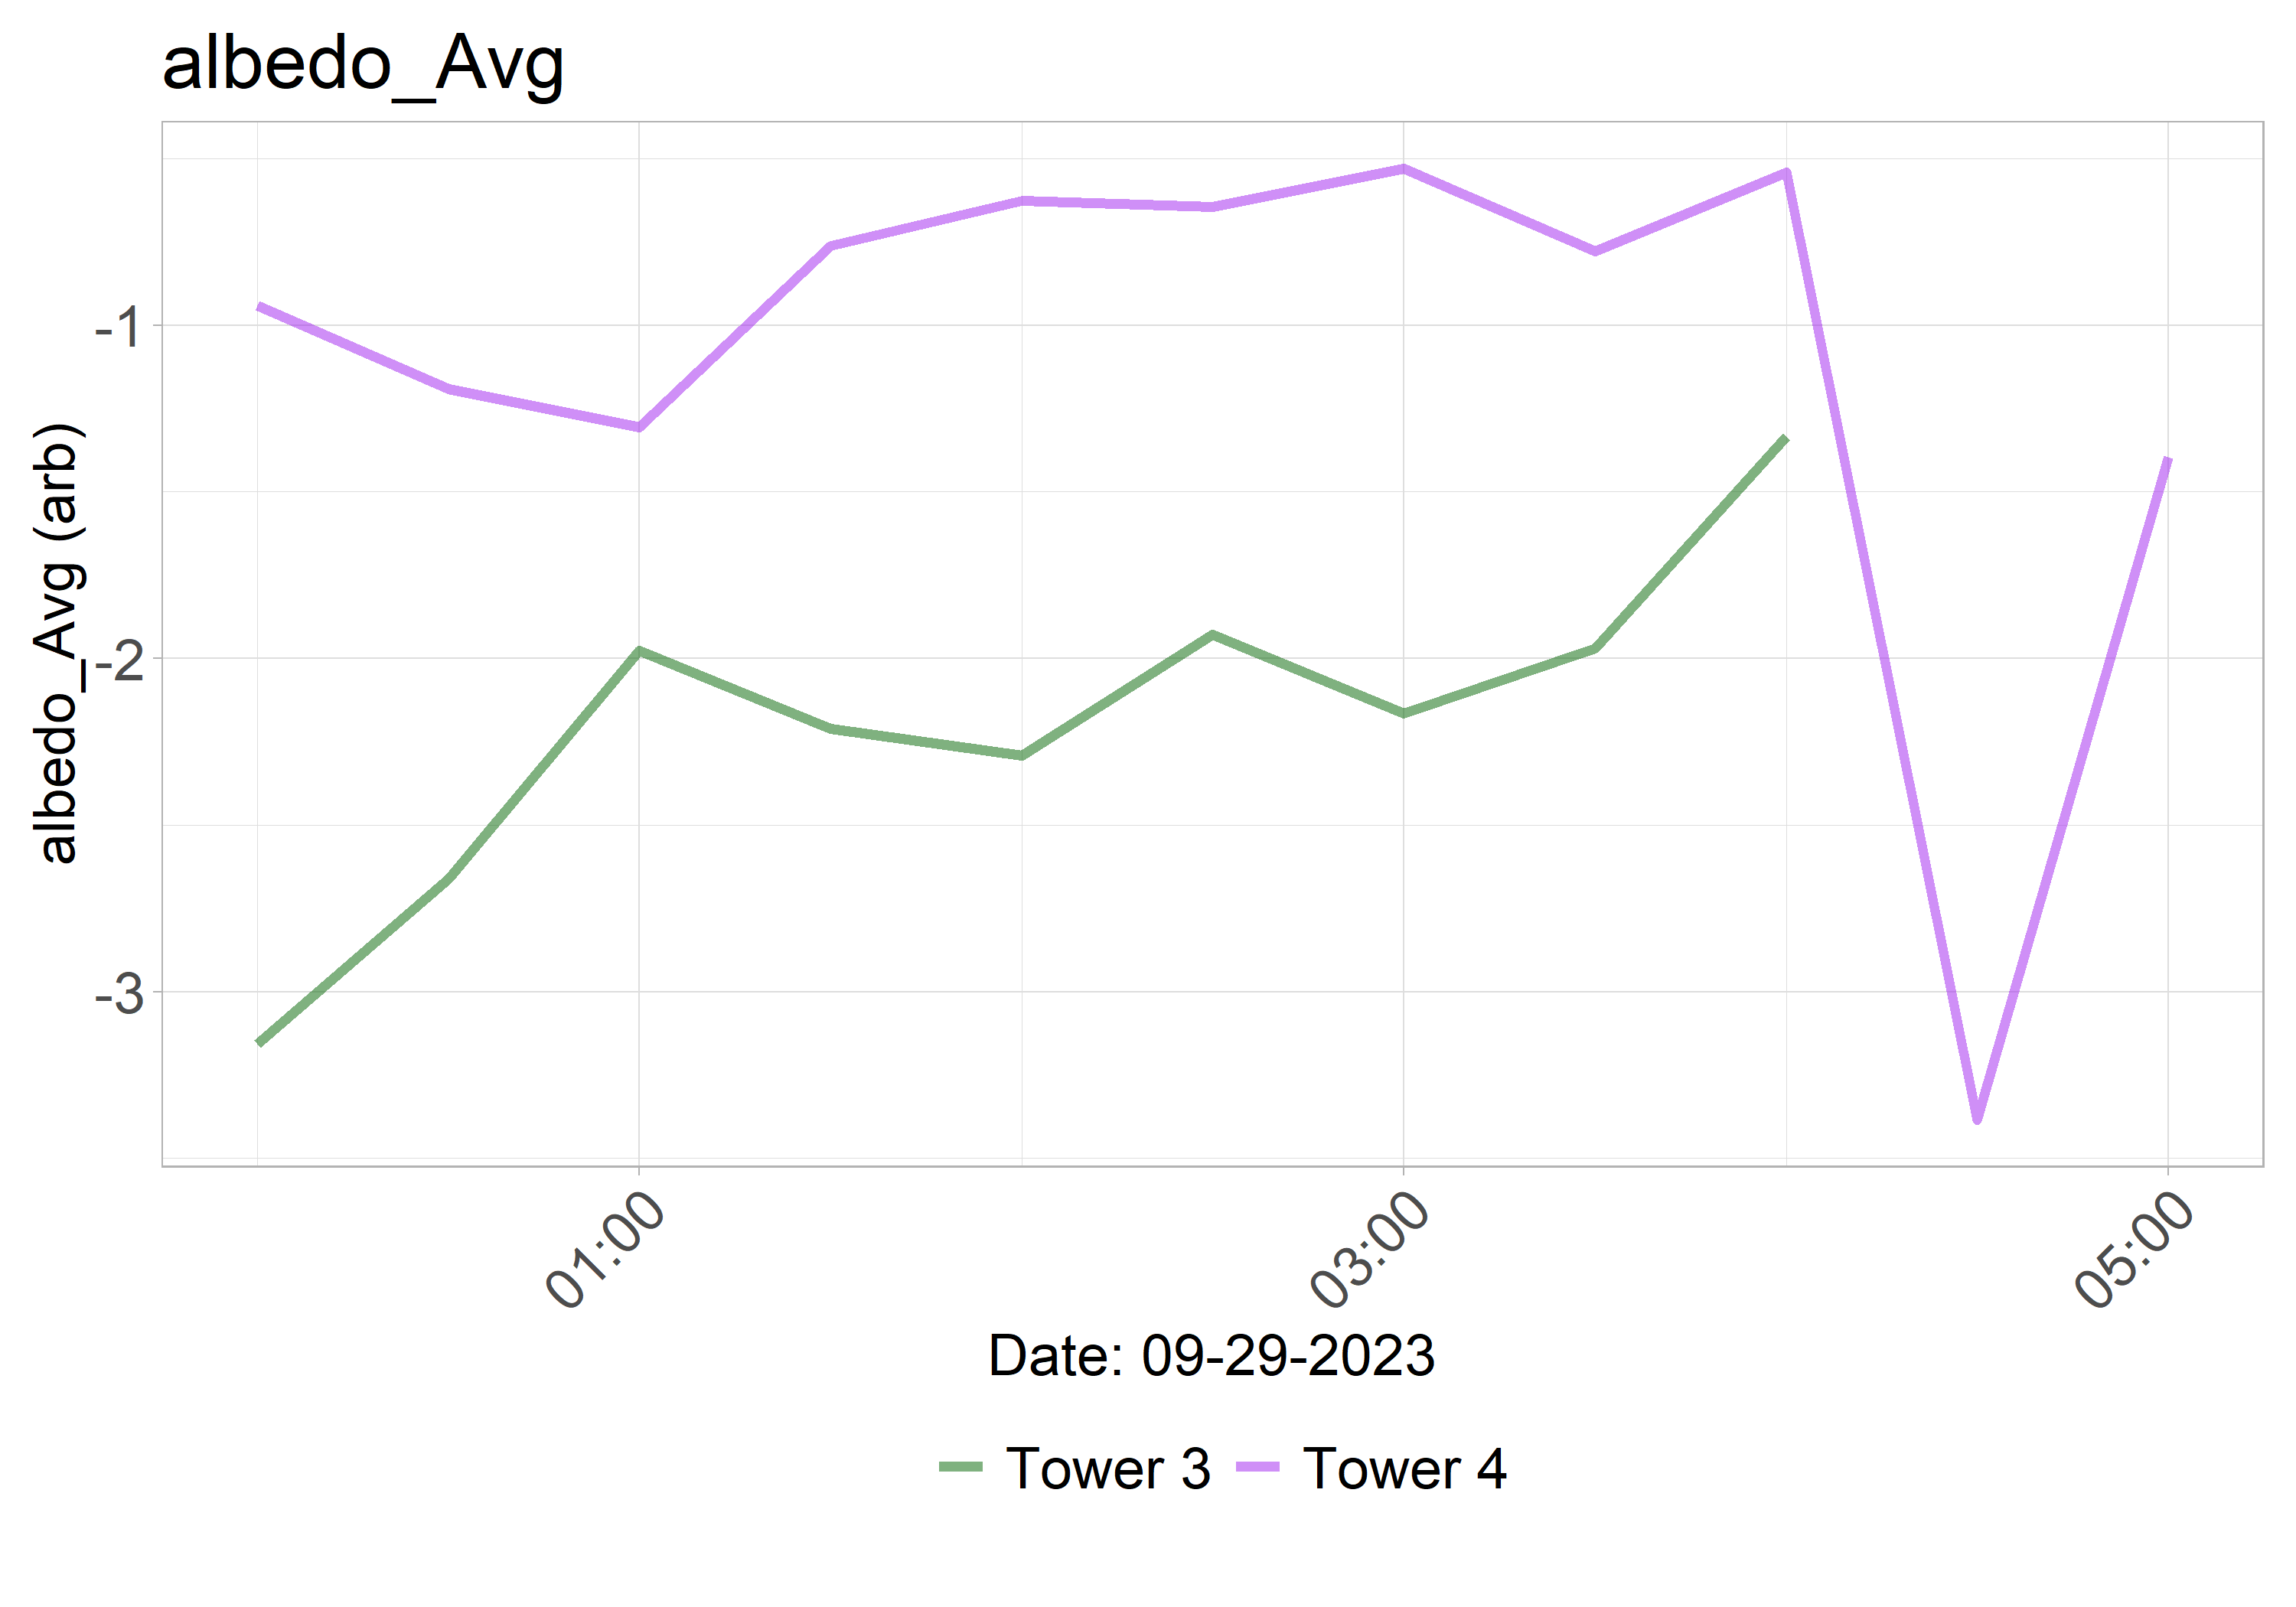 albedo_Avg
albedo_Avg (arb)
-1
-2
-3
01:00
03:00
05:00
Date: 09-29-2023
Tower 3
Tower 4